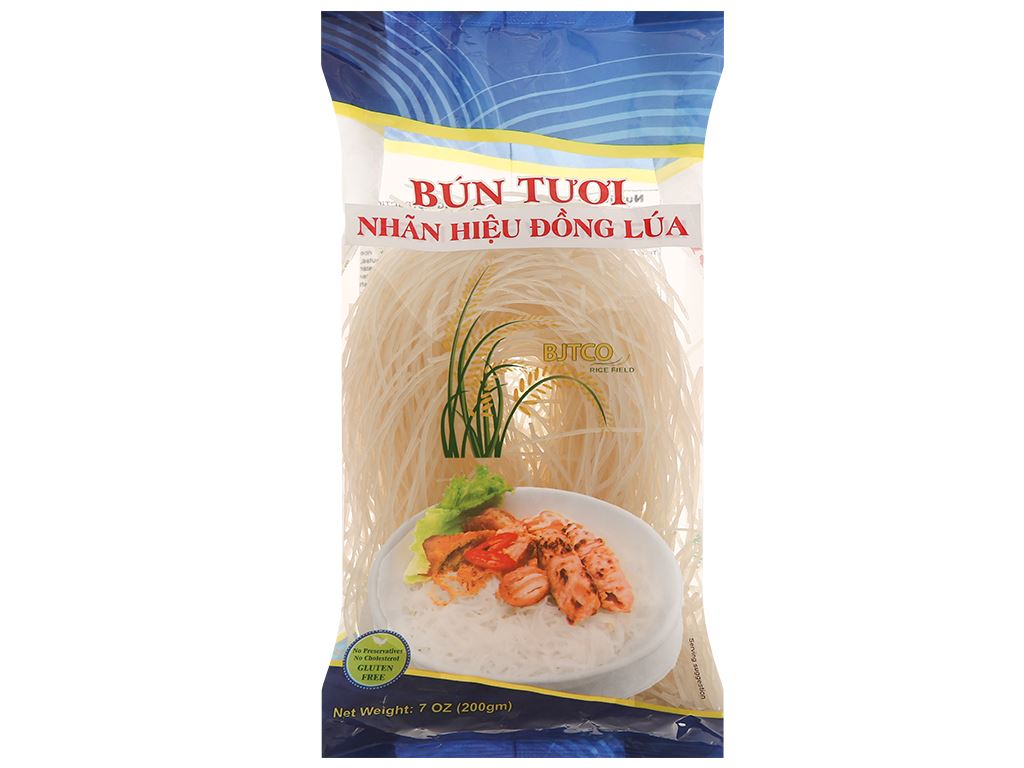 BÚN TƯƠI
NHÃN HIỆU ĐỒNG LÚA
BJTCO
RICE FIELD
No Preservatives
No Cholesterol
GLUTEN
FREE
Serving suggestion
Net Weight: 7 OZ (200gm)